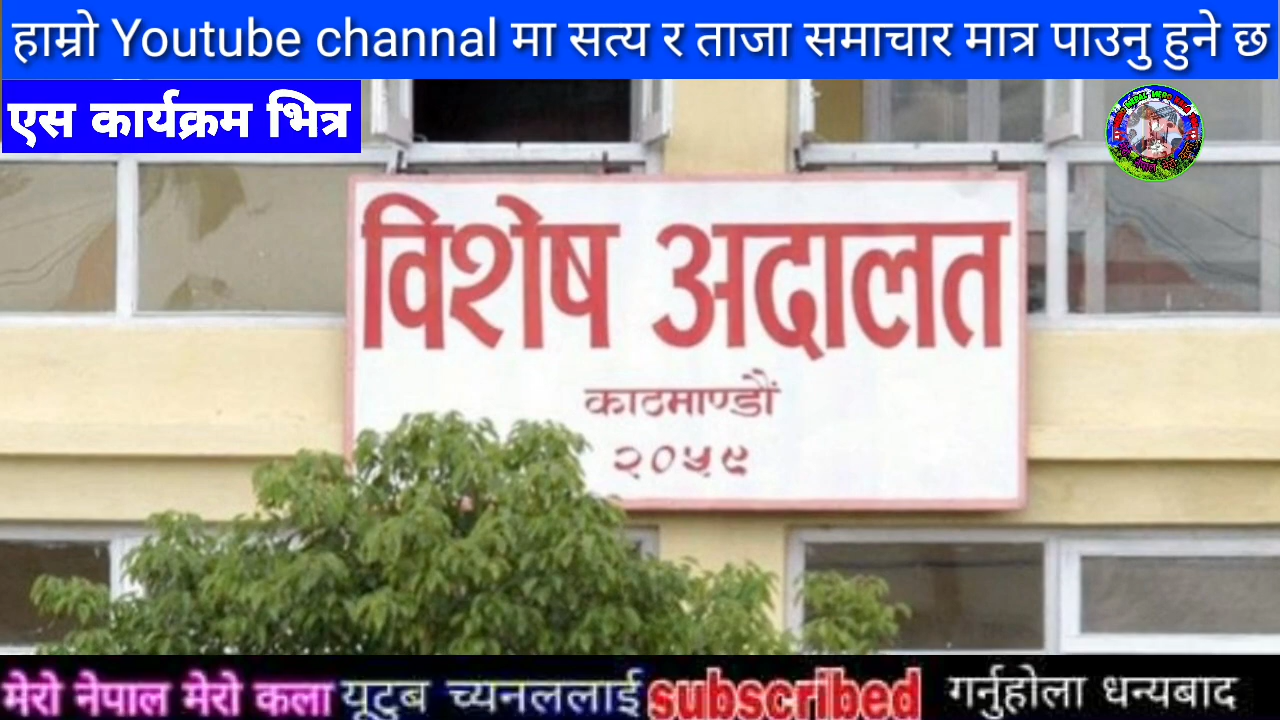 हाम्रो Youtube channal मा सत्य र ताजा समाचार मात्र पाउनु हुने छ
एस कार्यक्रम भित्र
विशेष अदालत
काठमाण्डौं
२०५९
मेरो नेपाल मेरो कला यूटुब च्यनललाई subscribed गर्नुहोला धन्यबाद